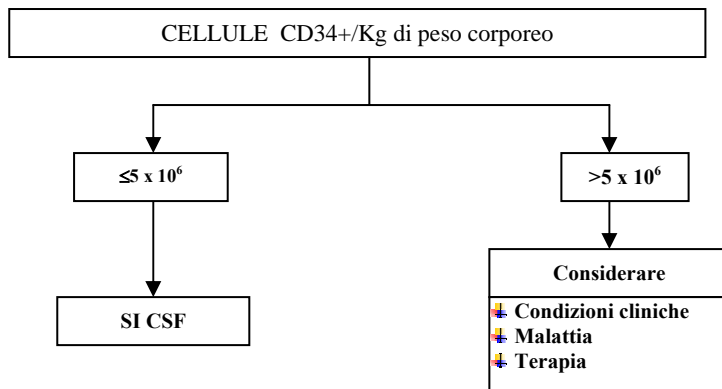 CELLULE CD34+/Kg di peso corporeo
≤5 x 10⁶
>5 x 10⁶
SI CSF
Considerare
Condizioni cliniche
Malattia
Terapia